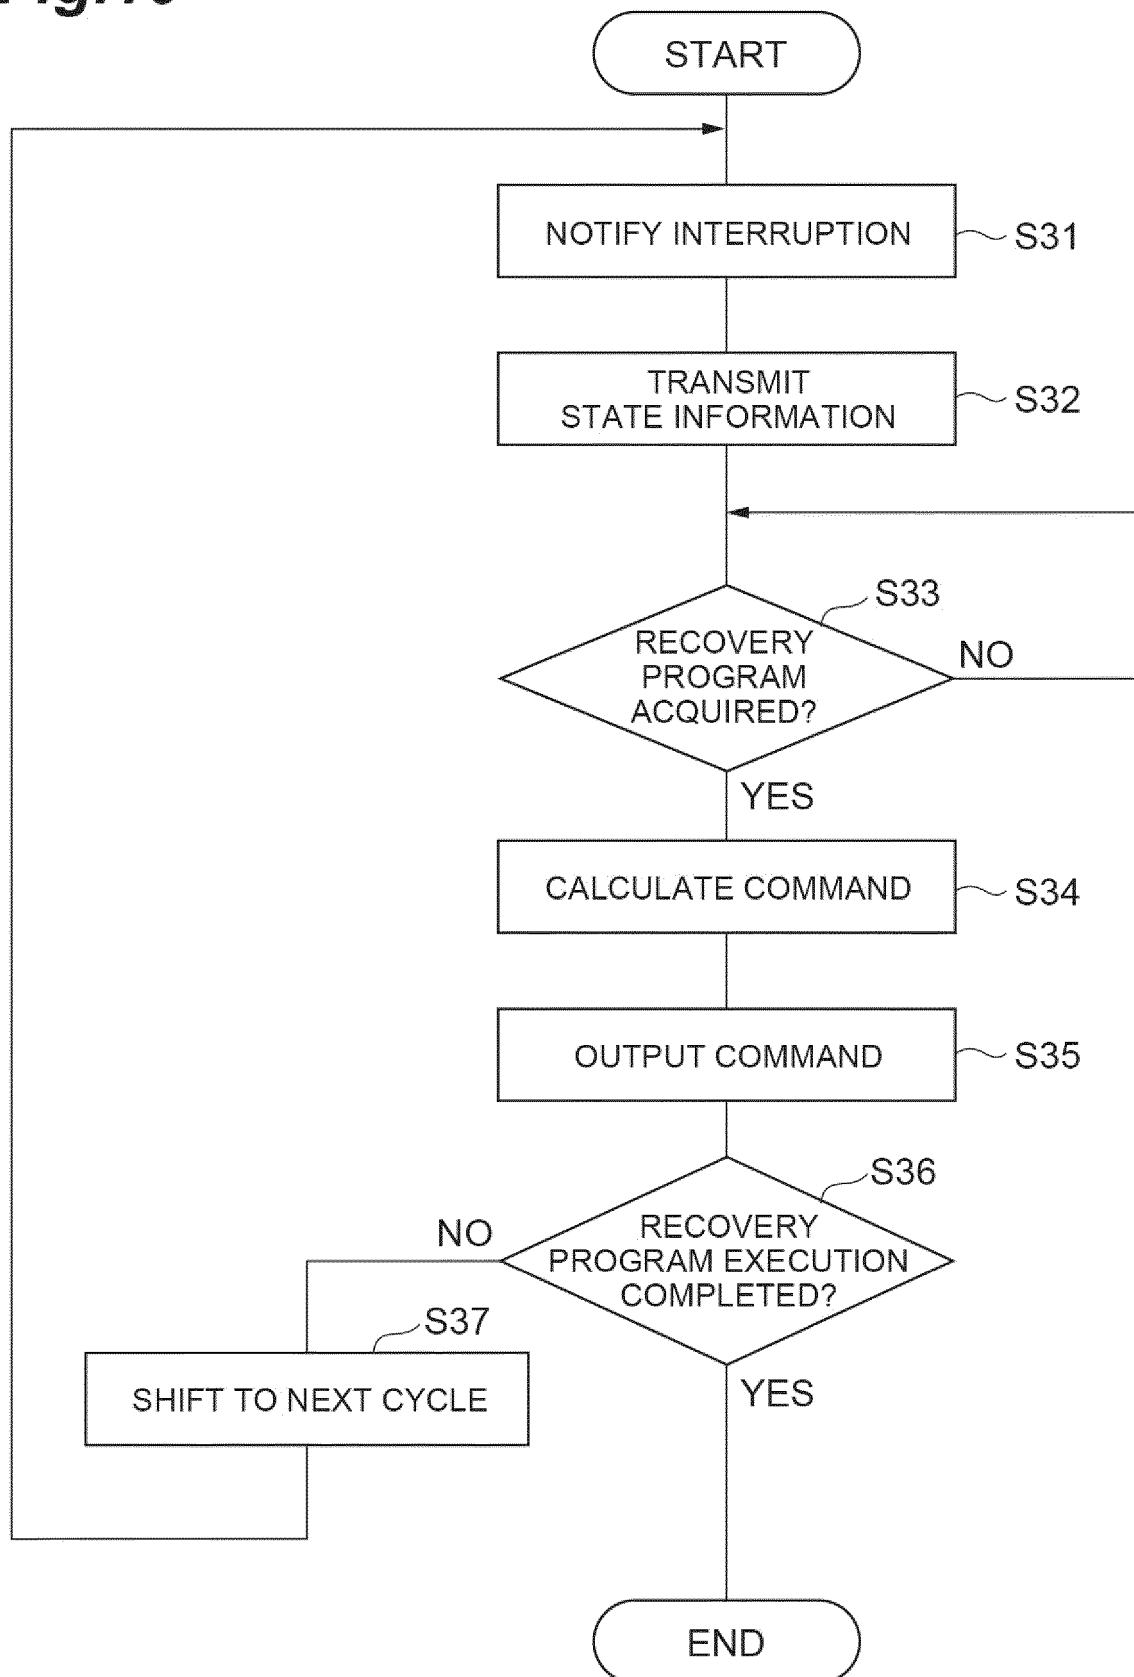 START
NOTIFY INTERRUPTION
S31
TRANSMIT
STATE INFORMATION
S32
S33
RECOVERY
PROGRAM
ACQUIRED?
NO
YES
CALCULATE COMMAND
S34
OUTPUT COMMAND
S35
S36
NO
RECOVERY
PROGRAM EXECUTION
COMPLETED?
S37
SHIFT TO NEXT CYCLE
YES
END